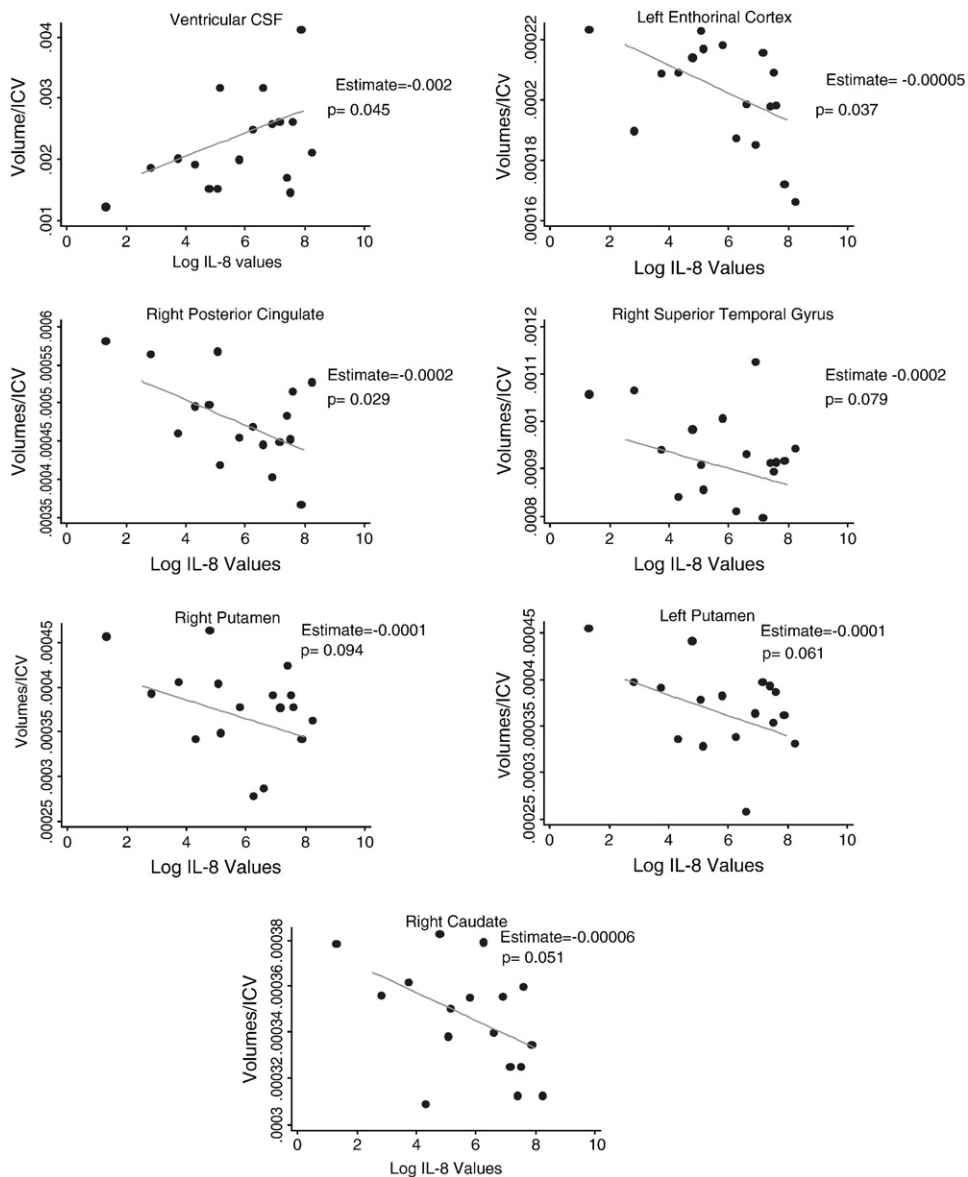 Ventricular CSF
Volume/ICV
.004
.003
.002
.001
Estimate=-0.002
p= 0.045
0 2 4 6 8 10
Log IL-8 values
Left Enthorinal Cortex
Volumes/ICV
.00022
.0002
.00018
.00016
Estimate= -0.00005
p= 0.037
0 2 4 6 8 10
Log IL-8 Values
Right Posterior Cingulate
Volumes/ICV
.0006
.00055
.0005
.00045
.0004
.00035
Estimate=-0.0002
p= 0.029
0 2 4 6 8 10
Log IL-8 Values
Right Superior Temporal Gyrus
Volumes/ICV
.0012
.0011
.001
.0009
.0008
Estimate -0.0002
p= 0.079
0 2 4 6 8 10
Log IL-8 Values
Right Putamen
Volumes/ICV
.00045
.0004
.00035
.0003
.00025
Estimate=-0.0001
p= 0.094
0 2 4 6 8 10
Log IL-8 Values
Left Putamen
Volumes/ICV
.00045
.0004
.00035
.0003
.00025
Estimate=-0.0001
p= 0.061
0 2 4 6 8 10
Log IL-8 Values
Right Caudate
Volumes/ICV
.00038
.00036
.00034
.00032
.0003
Estimate=-0.00006
p= 0.051
0 2 4 6 8 10
Log IL-8 Values